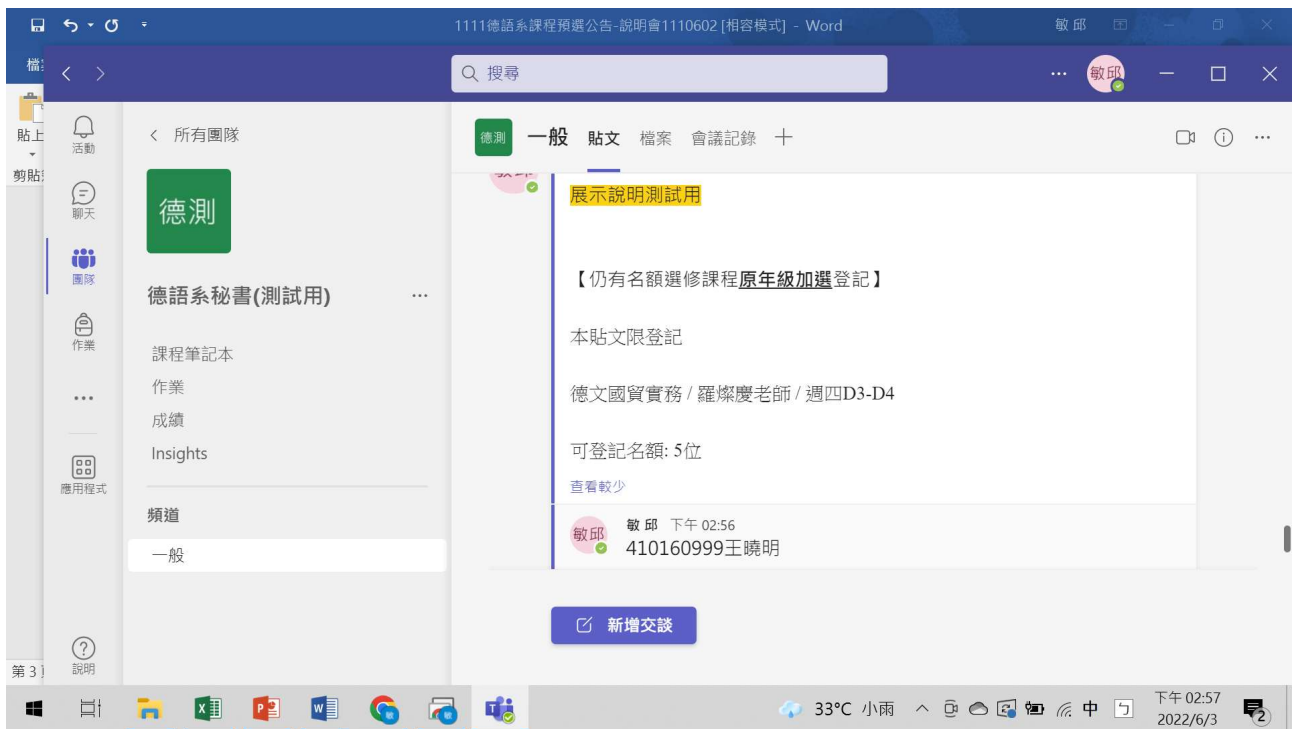 1111德語系課程預選公告-說明會1110602 [相容模式] - Word
敏 邱
檔
搜尋
敏邱
貼上
剪貼
活動
聊天
團隊
作業
應用程式
說明
所有團隊
德測
德語系秘書(測試用)
課程筆記本
作業
成績
Insights
頻道
一般
德測 一般 貼文 檔案 會議記錄
展示說明測試用
【仍有名額選修課程原年級加選登記】
本貼文限登記
德文國貿實務 / 羅燦慶老師 / 週四D3-D4
可登記名額: 5位
查看較少
敏邱 敏 邱 下午 02:56
410160999王曉明
新增交談
第 3
33°C 小雨 中 ㄅ 下午 02:57
2022/6/3
2